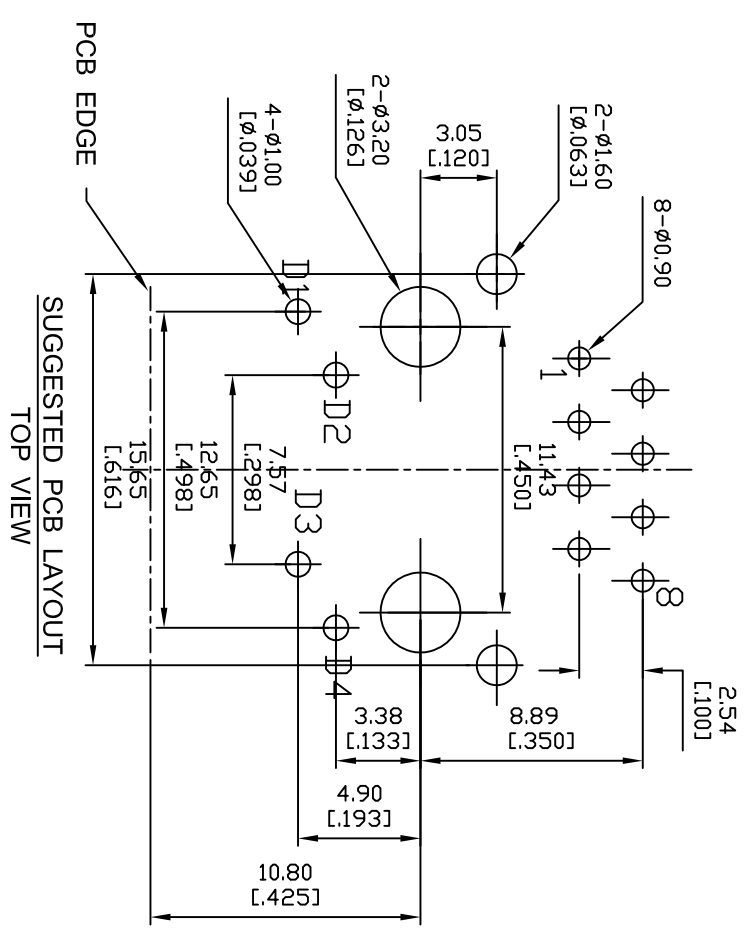 8-ø0.90
2-ø1.60
[ø.063]
3.05
[.120]
2-ø3.20
[ø.126]
4-ø1.00
[ø.039]
PCB EDGE
1
8
D1
D2
D3
D4
11.43
[.450]
7.57
[.298]
12.65
[.498]
15.65
[.616]
2.54
[.100]
8.89
[.350]
3.38
[.133]
4.90
[.193]
10.80
[.425]
SUGGESTED PCB LAYOUT
TOP VIEW